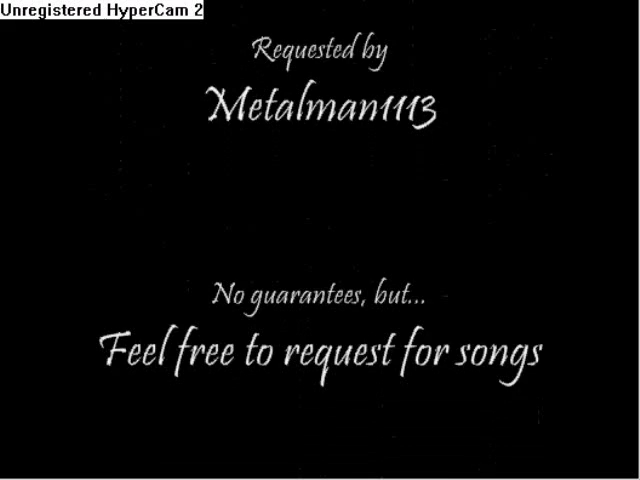 Unregistered HyperCam 2
Requested by
Metalman1113
No guarantees, but...
Feel free to request for songs